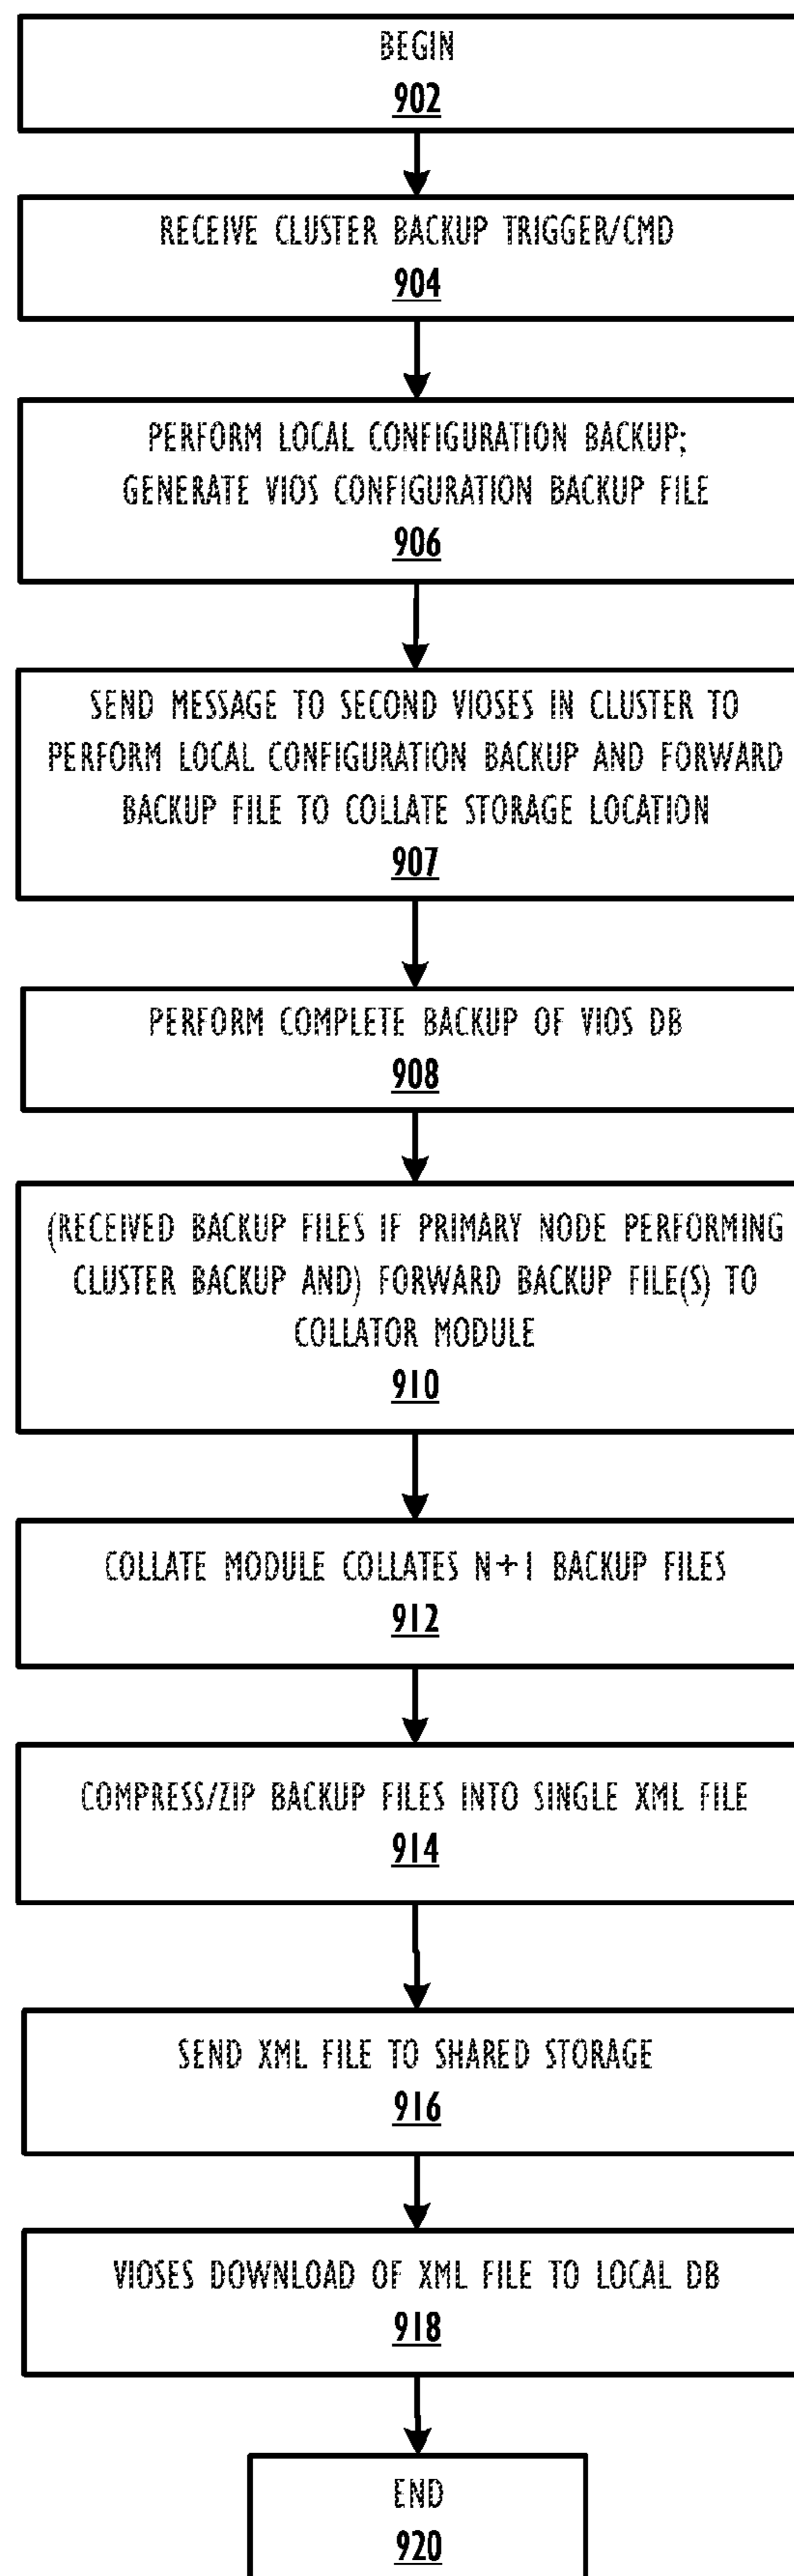 BEGIN
902
RECEIVE CLUSTER BACKUP TRIGGER/CMD
904
PERFORM LOCAL CONFIGURATION BACKUP;
GENERATE VIOS CONFIGURATION BACKUP FILE
906
SEND MESSAGE TO SECOND VIOSES IN CLUSTER TO
PERFORM LOCAL CONFIGURATION BACKUP AND FORWARD
BACKUP FILE TO COLLATE STORAGE LOCATION
907
PERFORM COMPLETE BACKUP OF VIOS DB
908
(RECEIVED BACKUP FILES IF PRIMARY NODE PERFORMING
CLUSTER BACKUP AND) FORWARD BACKUP FILE(S) TO
COLLATOR MODULE
910
COLLATE MODULE COLLATES N+1 BACKUP FILES
912
COMPRESS/ZIP BACKUP FILES INTO SINGLE XML FILE
914
SEND XML FILE TO SHARED STORAGE
916
VIOSES DOWNLOAD OF XML FILE TO LOCAL DB
918
END
920